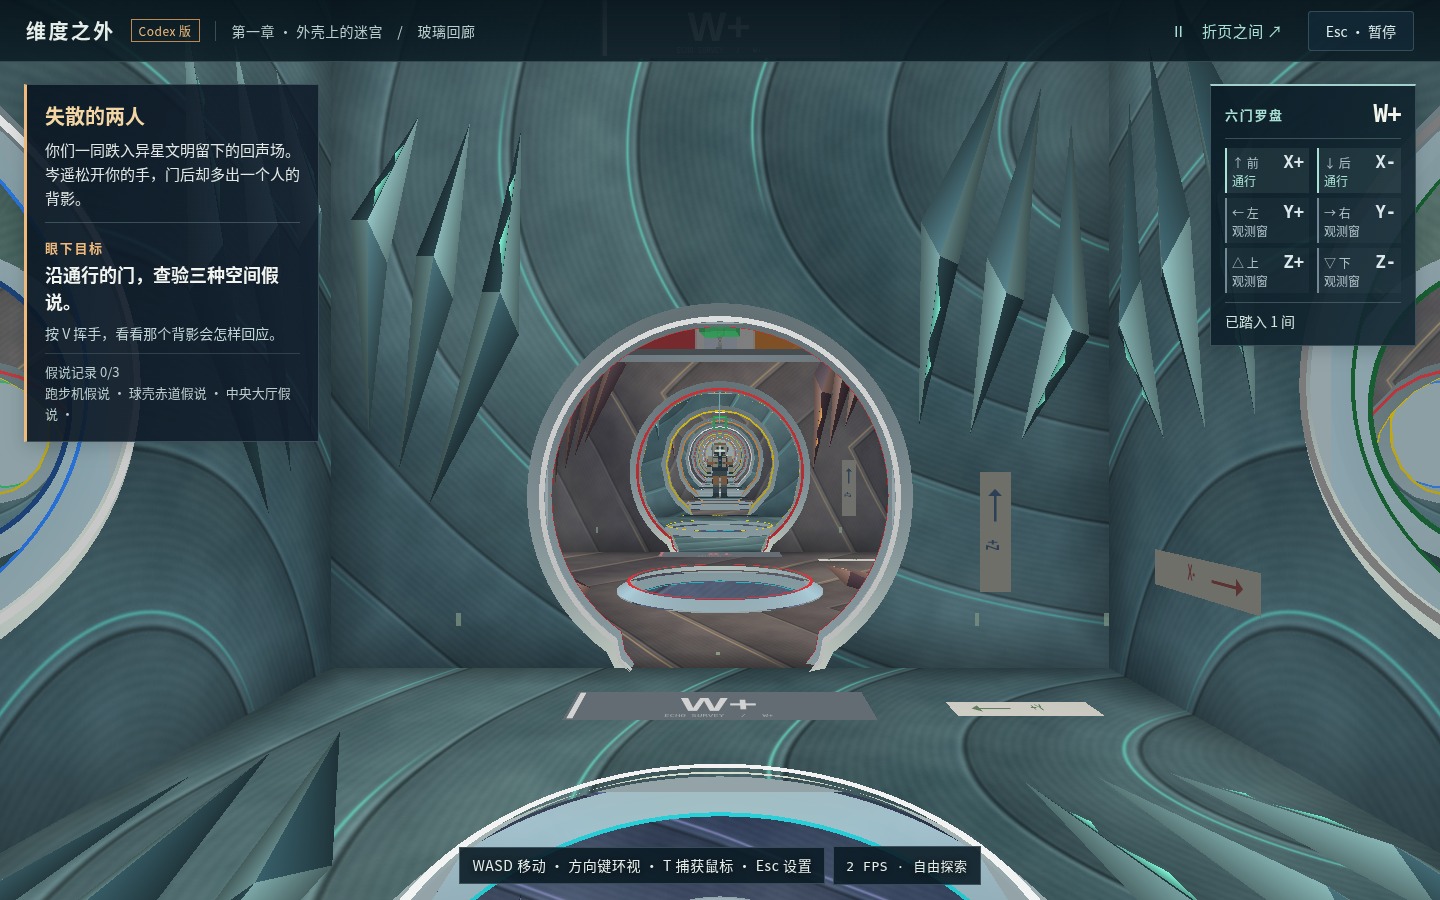 维度之外 Codex 版 第一章 · 外壳上的迷宫 / 玻璃回廊
II 折页之间 ↗ Esc · 暂停
失散的两人
你们一同跌入异星文明留下的回声场。
岑遥松开你的手，门后却多出一个人的
背影。
眼下目标
沿通行的门，查验三种空间假
说。
按 V 挥手，看看那个背影会怎样回应。
假说记录 0/3
跑步机假说 · 球壳赤道假说 · 中央大厅假
说 ·
六门罗盘 W+
↑ 前 X+
通行
↓ 后 X-
通行
← 左 Y+
观测窗
→ 右 Y-
观测窗
△ 上 Z+
观测窗
▽ 下 Z-
观测窗
已踏入 1 间
W+
Z+
X-
W+
WASD 移动 · 方向键环视 · T 捕获鼠标 · Esc 设置
2 FPS · 自由探索